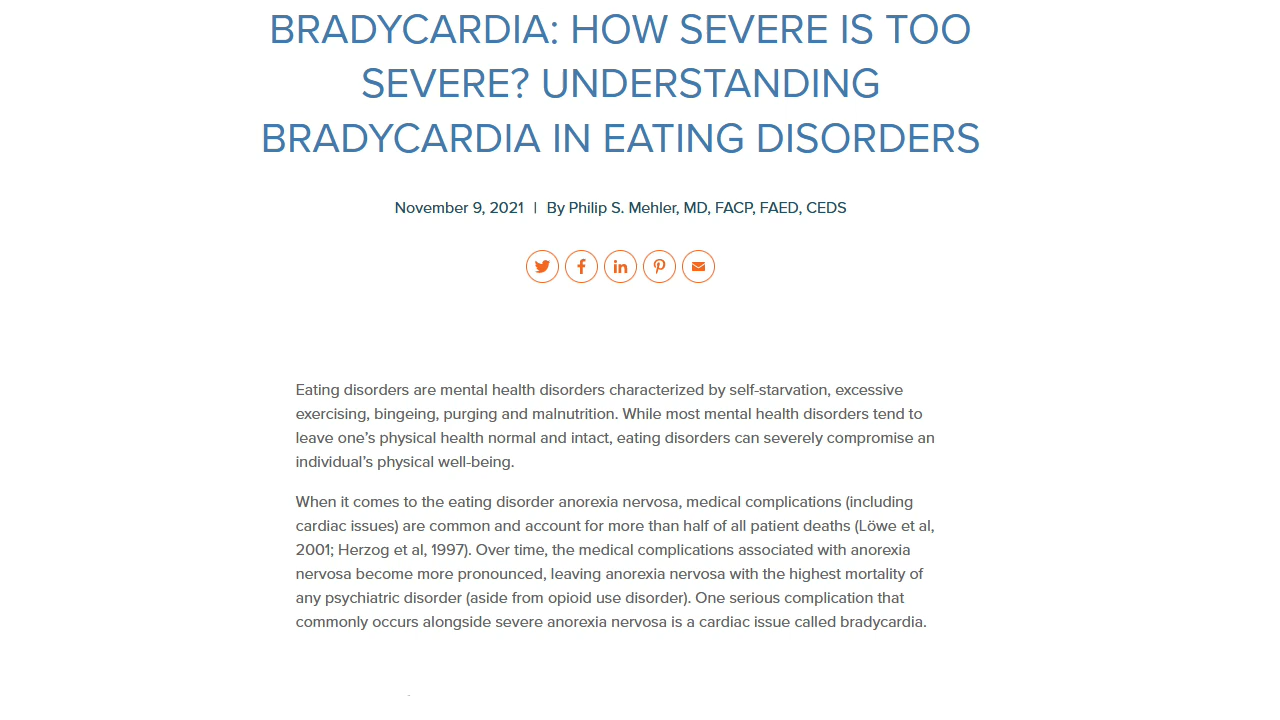 BRADYCARDIA: HOW SEVERE IS TOO
SEVERE? UNDERSTANDING
BRADYCARDIA IN EATING DISORDERS
November 9, 2021 | By Philip S. Mehler, MD, FACP, FAED, CEDS
Eating disorders are mental health disorders characterized by self-starvation, excessive
exercising, bingeing, purging and malnutrition. While most mental health disorders tend to
leave one’s physical health normal and intact, eating disorders can severely compromise an
individual’s physical well-being.
When it comes to the eating disorder anorexia nervosa, medical complications (including
cardiac issues) are common and account for more than half of all patient deaths (Löwe et al,
2001; Herzog et al, 1997). Over time, the medical complications associated with anorexia
nervosa become more pronounced, leaving anorexia nervosa with the highest mortality of
any psychiatric disorder (aside from opioid use disorder). One serious complication that
commonly occurs alongside severe anorexia nervosa is a cardiac issue called bradycardia.